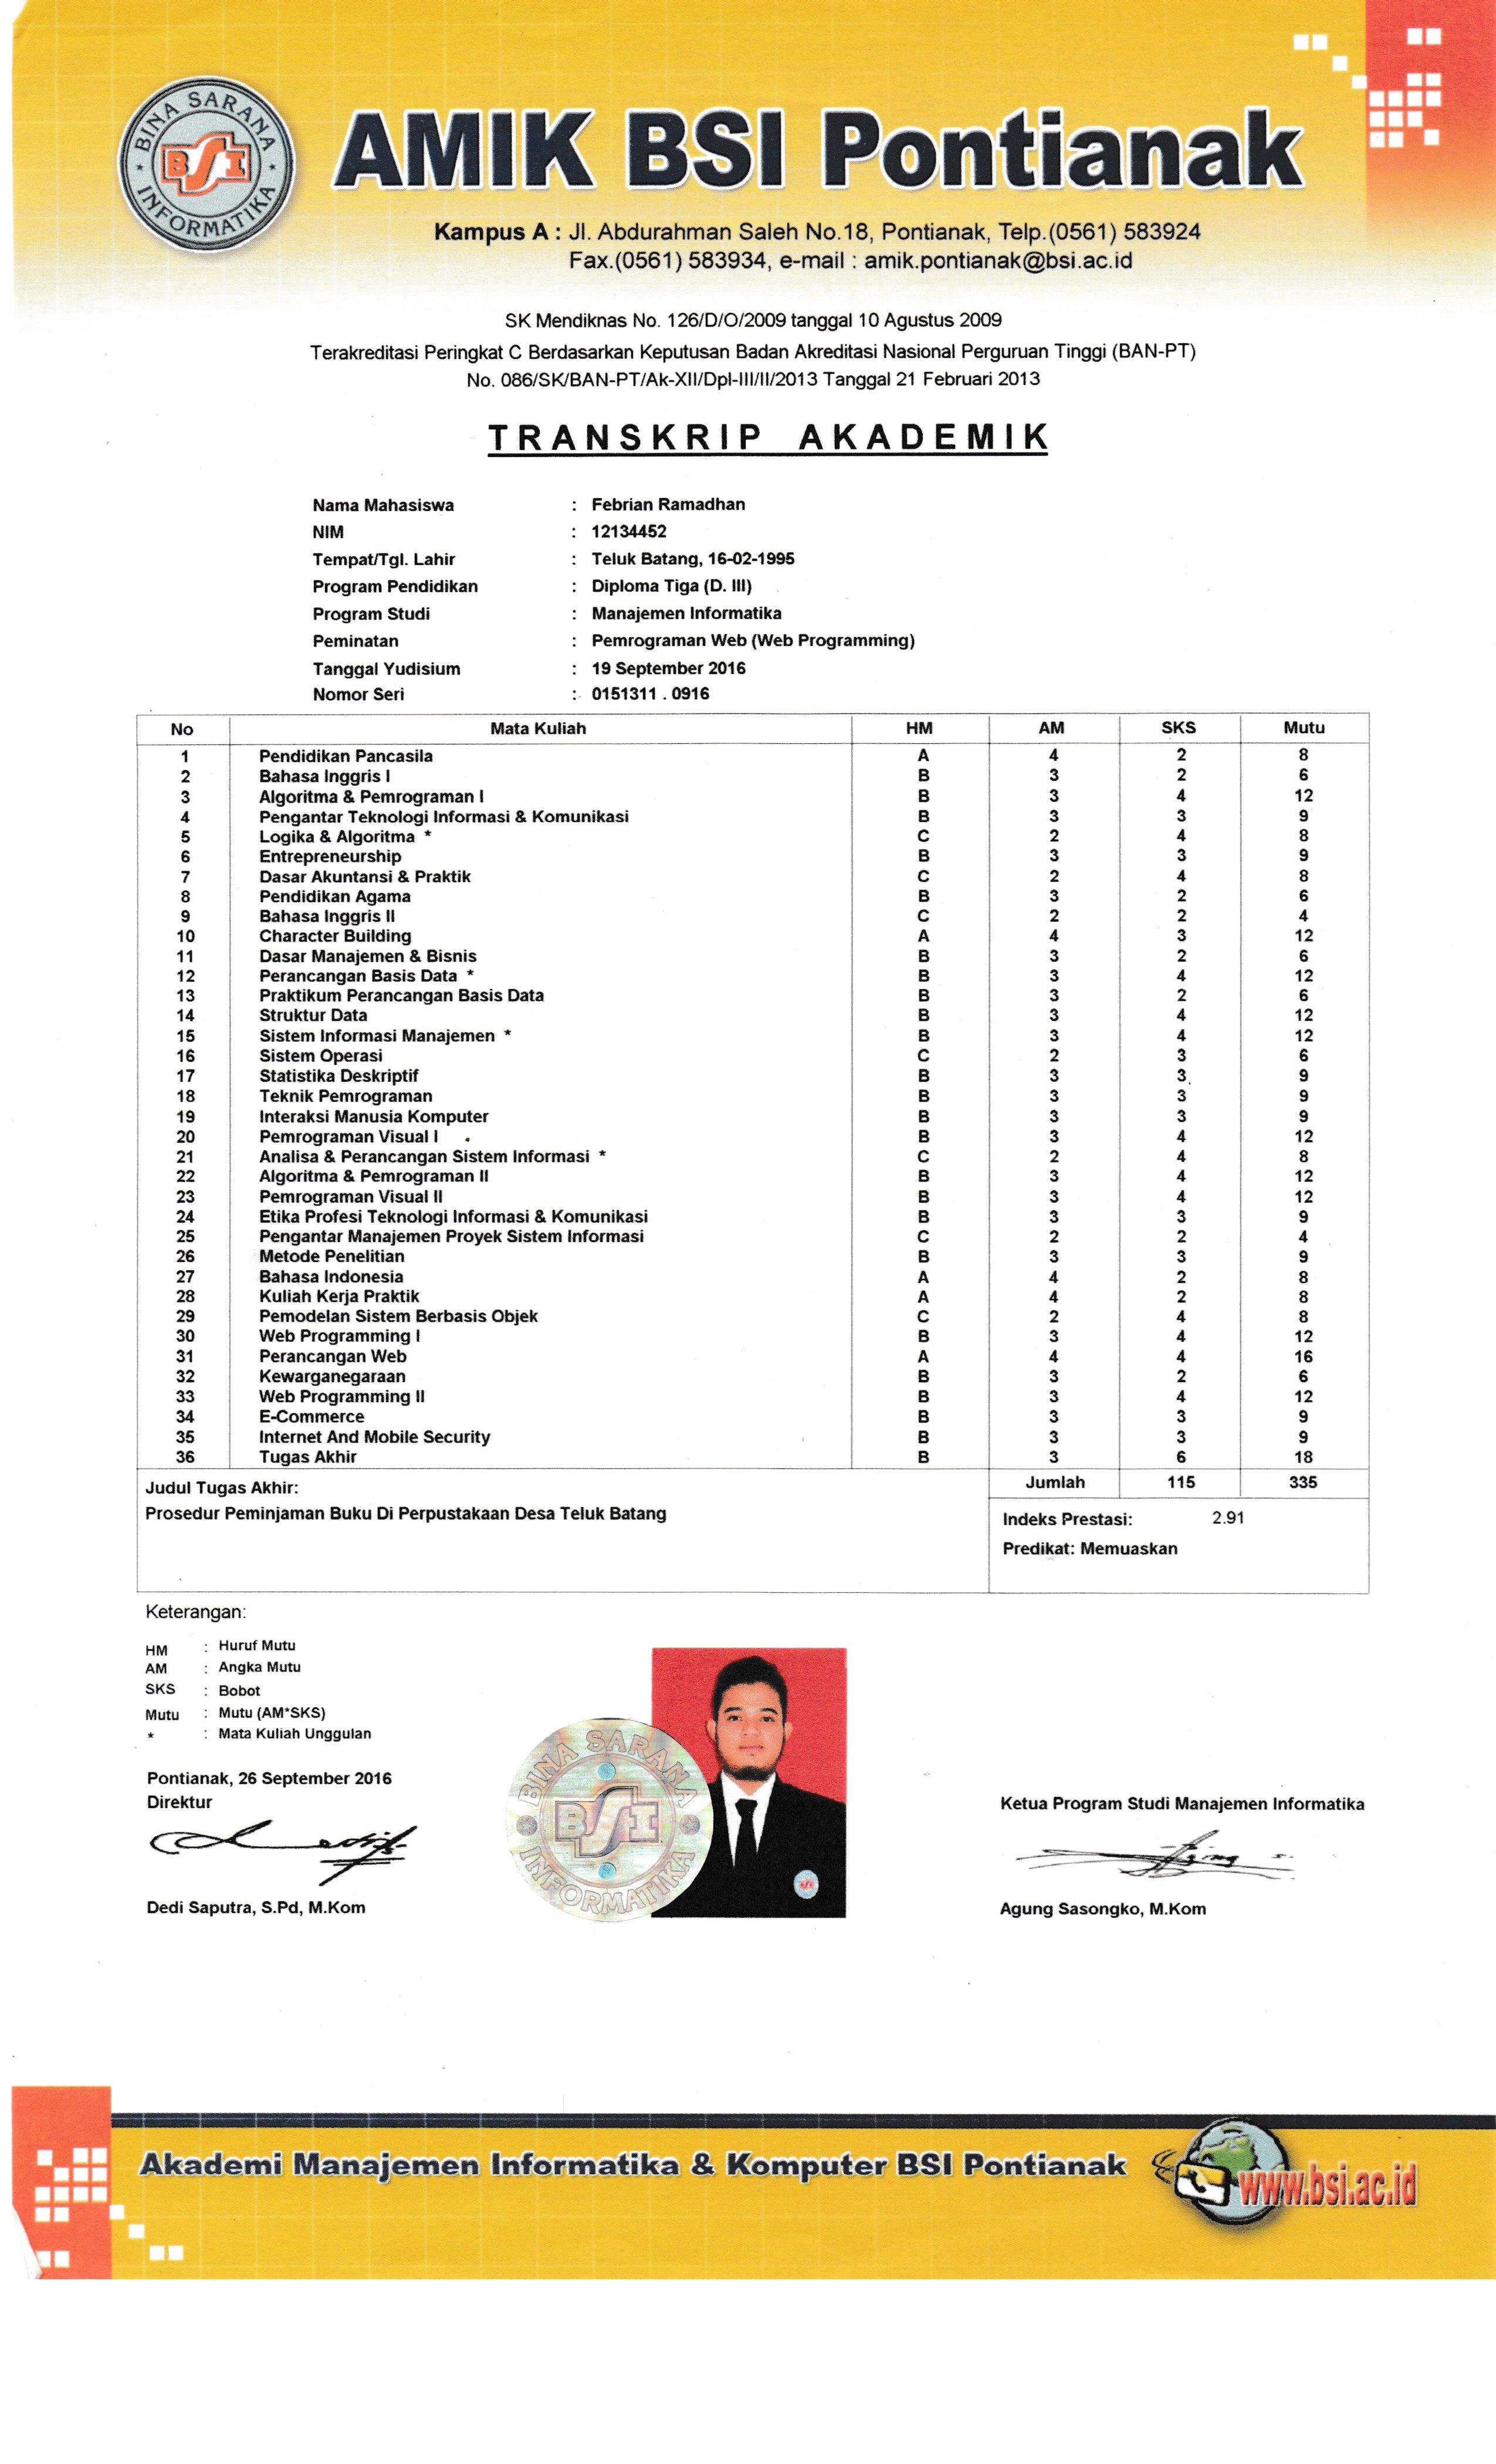 BINA SARANA INFORMATIKA
BSI
AMIK BSI Pontianak
Kampus A : Jl. Abdurahman Saleh No.18, Pontianak, Telp.(0561) 583924
Fax.(0561) 583934, e-mail : amik.pontianak@bsi.ac.id
SK Mendiknas No. 126/D/O/2009 tanggal 10 Agustus 2009
Terakreditasi Peringkat C Berdasarkan Keputusan Badan Akreditasi Nasional Perguruan Tinggi (BAN-PT)
No. 086/SK/BAN-PT/Ak-XII/Dpl-III/II/2013 Tanggal 21 Februari 2013
TRANSKRIP AKADEMIK
Nama Mahasiswa : Febrian Ramadhan
NIM : 12134452
Tempat/Tgl. Lahir : Teluk Batang, 16-02-1995
Program Pendidikan : Diploma Tiga (D. III)
Program Studi : Manajemen Informatika
Peminatan : Pemrograman Web (Web Programming)
Tanggal Yudisium : 19 September 2016
Nomor Seri : 0151311 . 0916
No Mata Kuliah HM AM SKS Mutu
1 Pendidikan Pancasila A 4 2 8
2 Bahasa Inggris I B 3 2 6
3 Algoritma & Pemrograman I B 3 4 12
4 Pengantar Teknologi Informasi & Komunikasi B 3 3 9
5 Logika & Algoritma * C 2 4 8
6 Entrepreneurship B 3 3 9
7 Dasar Akuntansi & Praktik C 2 4 8
8 Pendidikan Agama B 3 2 6
9 Bahasa Inggris II C 2 2 4
10 Character Building A 4 3 12
11 Dasar Manajemen & Bisnis B 3 2 6
12 Perancangan Basis Data * B 3 4 12
13 Praktikum Perancangan Basis Data B 3 2 6
14 Struktur Data B 3 4 12
15 Sistem Informasi Manajemen * B 3 4 12
16 Sistem Operasi C 2 3 6
17 Statistika Deskriptif B 3 3 9
18 Teknik Pemrograman B 3 3 9
19 Interaksi Manusia Komputer B 3 3 9
20 Pemrograman Visual I B 3 4 12
21 Analisa & Perancangan Sistem Informasi * C 2 4 8
22 Algoritma & Pemrograman II B 3 4 12
23 Pemrograman Visual II B 3 4 12
24 Etika Profesi Teknologi Informasi & Komunikasi B 3 3 9
25 Pengantar Manajemen Proyek Sistem Informasi C 2 2 4
26 Metode Penelitian B 3 3 9
27 Bahasa Indonesia A 4 2 8
28 Kuliah Kerja Praktik A 4 2 8
29 Pemodelan Sistem Berbasis Objek C 2 4 8
30 Web Programming I B 3 4 12
31 Perancangan Web A 4 4 16
32 Kewarganegaraan B 3 2 6
33 Web Programming II B 3 4 12
34 E-Commerce B 3 3 9
35 Internet And Mobile Security B 3 3 9
36 Tugas Akhir B 3 6 18
Judul Tugas Akhir: Jumlah 115 335
Prosedur Peminjaman Buku Di Perpustakaan Desa Teluk Batang
Indeks Prestasi: 2.91
Predikat: Memuaskan
Keterangan:
HM : Huruf Mutu
AM : Angka Mutu
SKS : Bobot
Mutu : Mutu (AM*SKS)
* : Mata Kuliah Unggulan
BINA SARANA INFORMATIKA
BSI
Pontianak, 26 September 2016
Direktur
Ketua Program Studi Manajemen Informatika
Dedi Saputra, S.Pd, M.Kom
Agung Sasongko, M.Kom
Akademi Manajemen Informatika & Komputer BSI Pontianak
www.bsi.ac.id